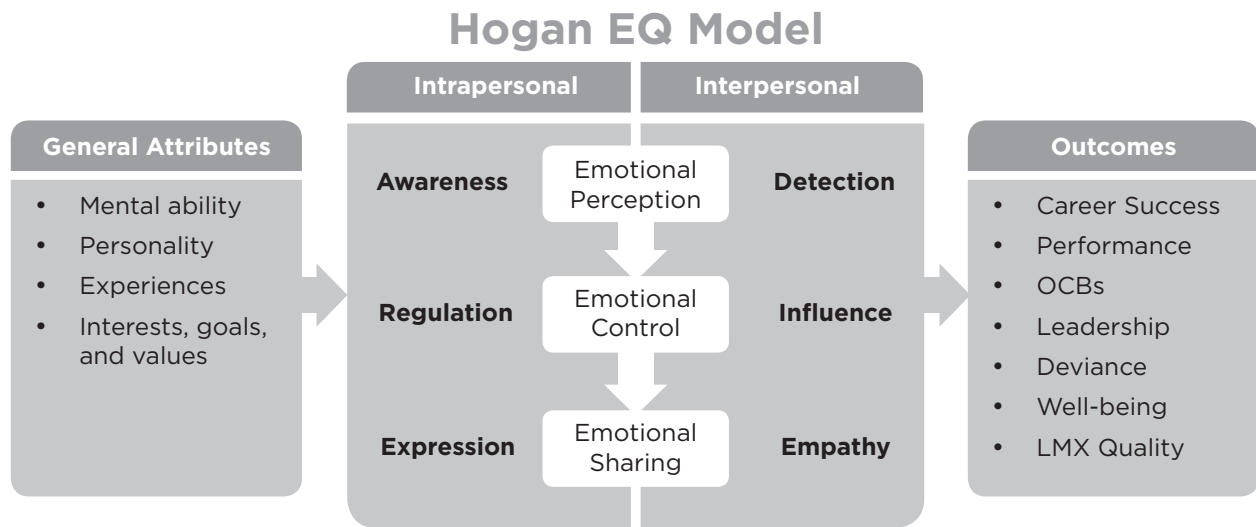 Hogan EQ Model
Intrapersonal
Interpersonal
General Attributes
• Mental ability
• Personality
• Experiences
• Interests, goals,
and values
Awareness
Emotional
Perception
Detection
Regulation
Emotional
Control
Influence
Expression
Emotional
Sharing
Empathy
Outcomes
• Career Success
• Performance
• OCBs
• Leadership
• Deviance
• Well-being
• LMX Quality